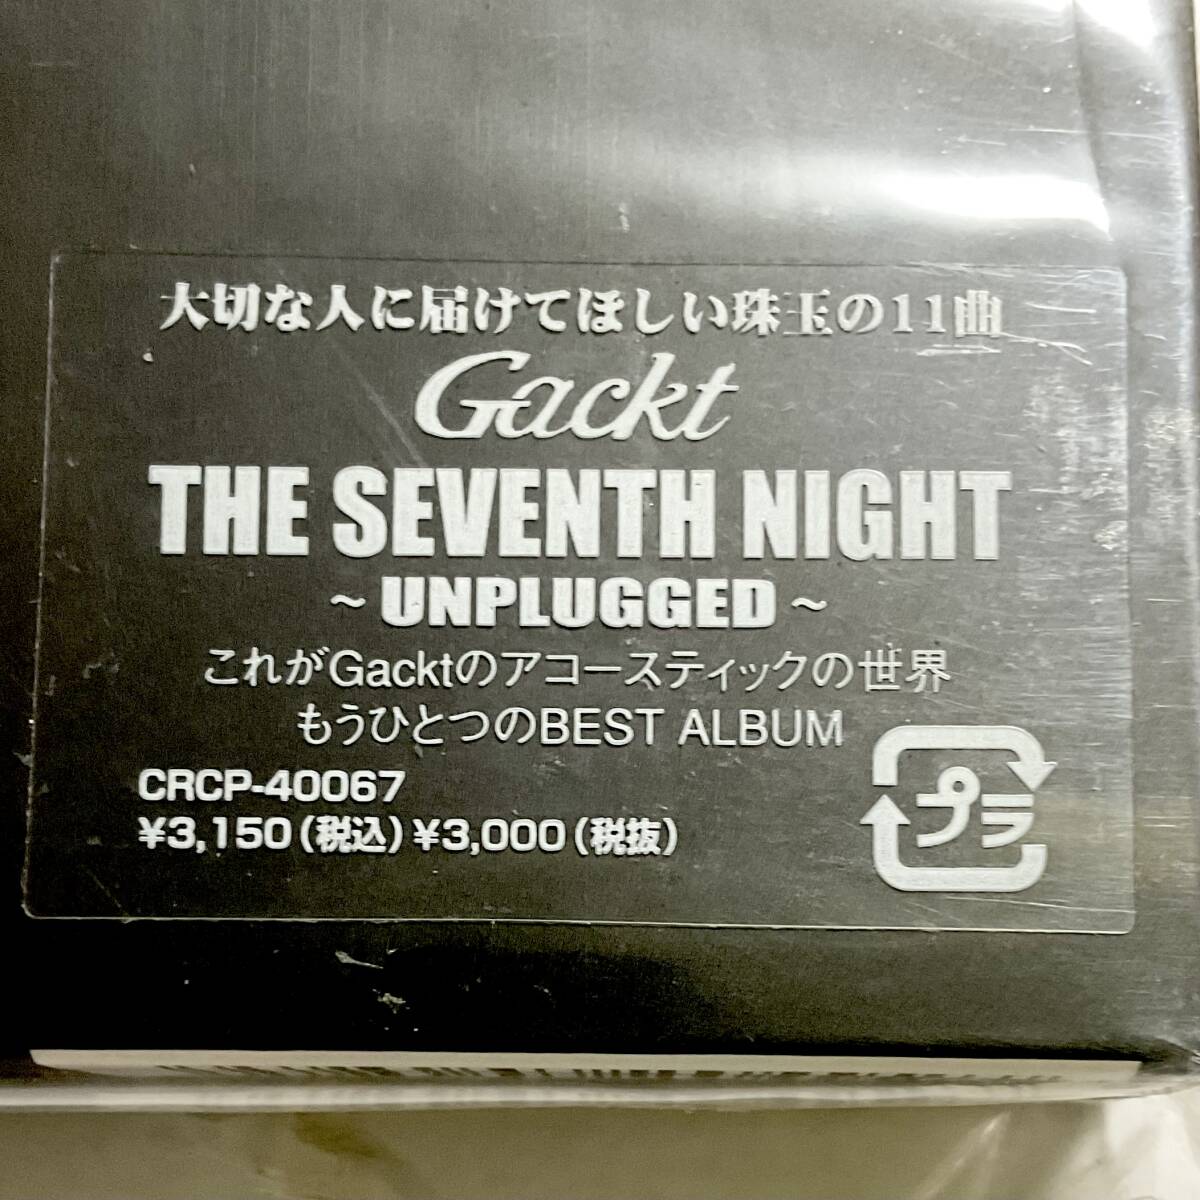 大切な人に届けてほしい珠玉の11曲
Gackt
THE SEVENTH NIGHT
~UNPLUGGED~
これがGacktのアコースティックの世界
もうひとつのBEST ALBUM
CRCP-40067
¥3,150(税込)¥3,000(税抜)
プラ